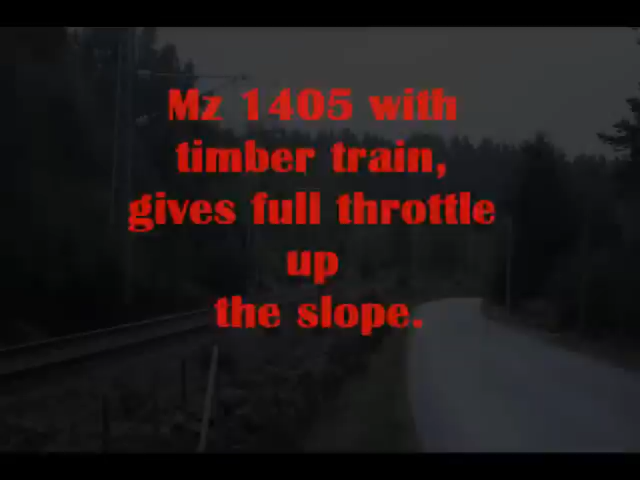 Mz 1405 with
timber train,
gives full throttle
up
the slope.